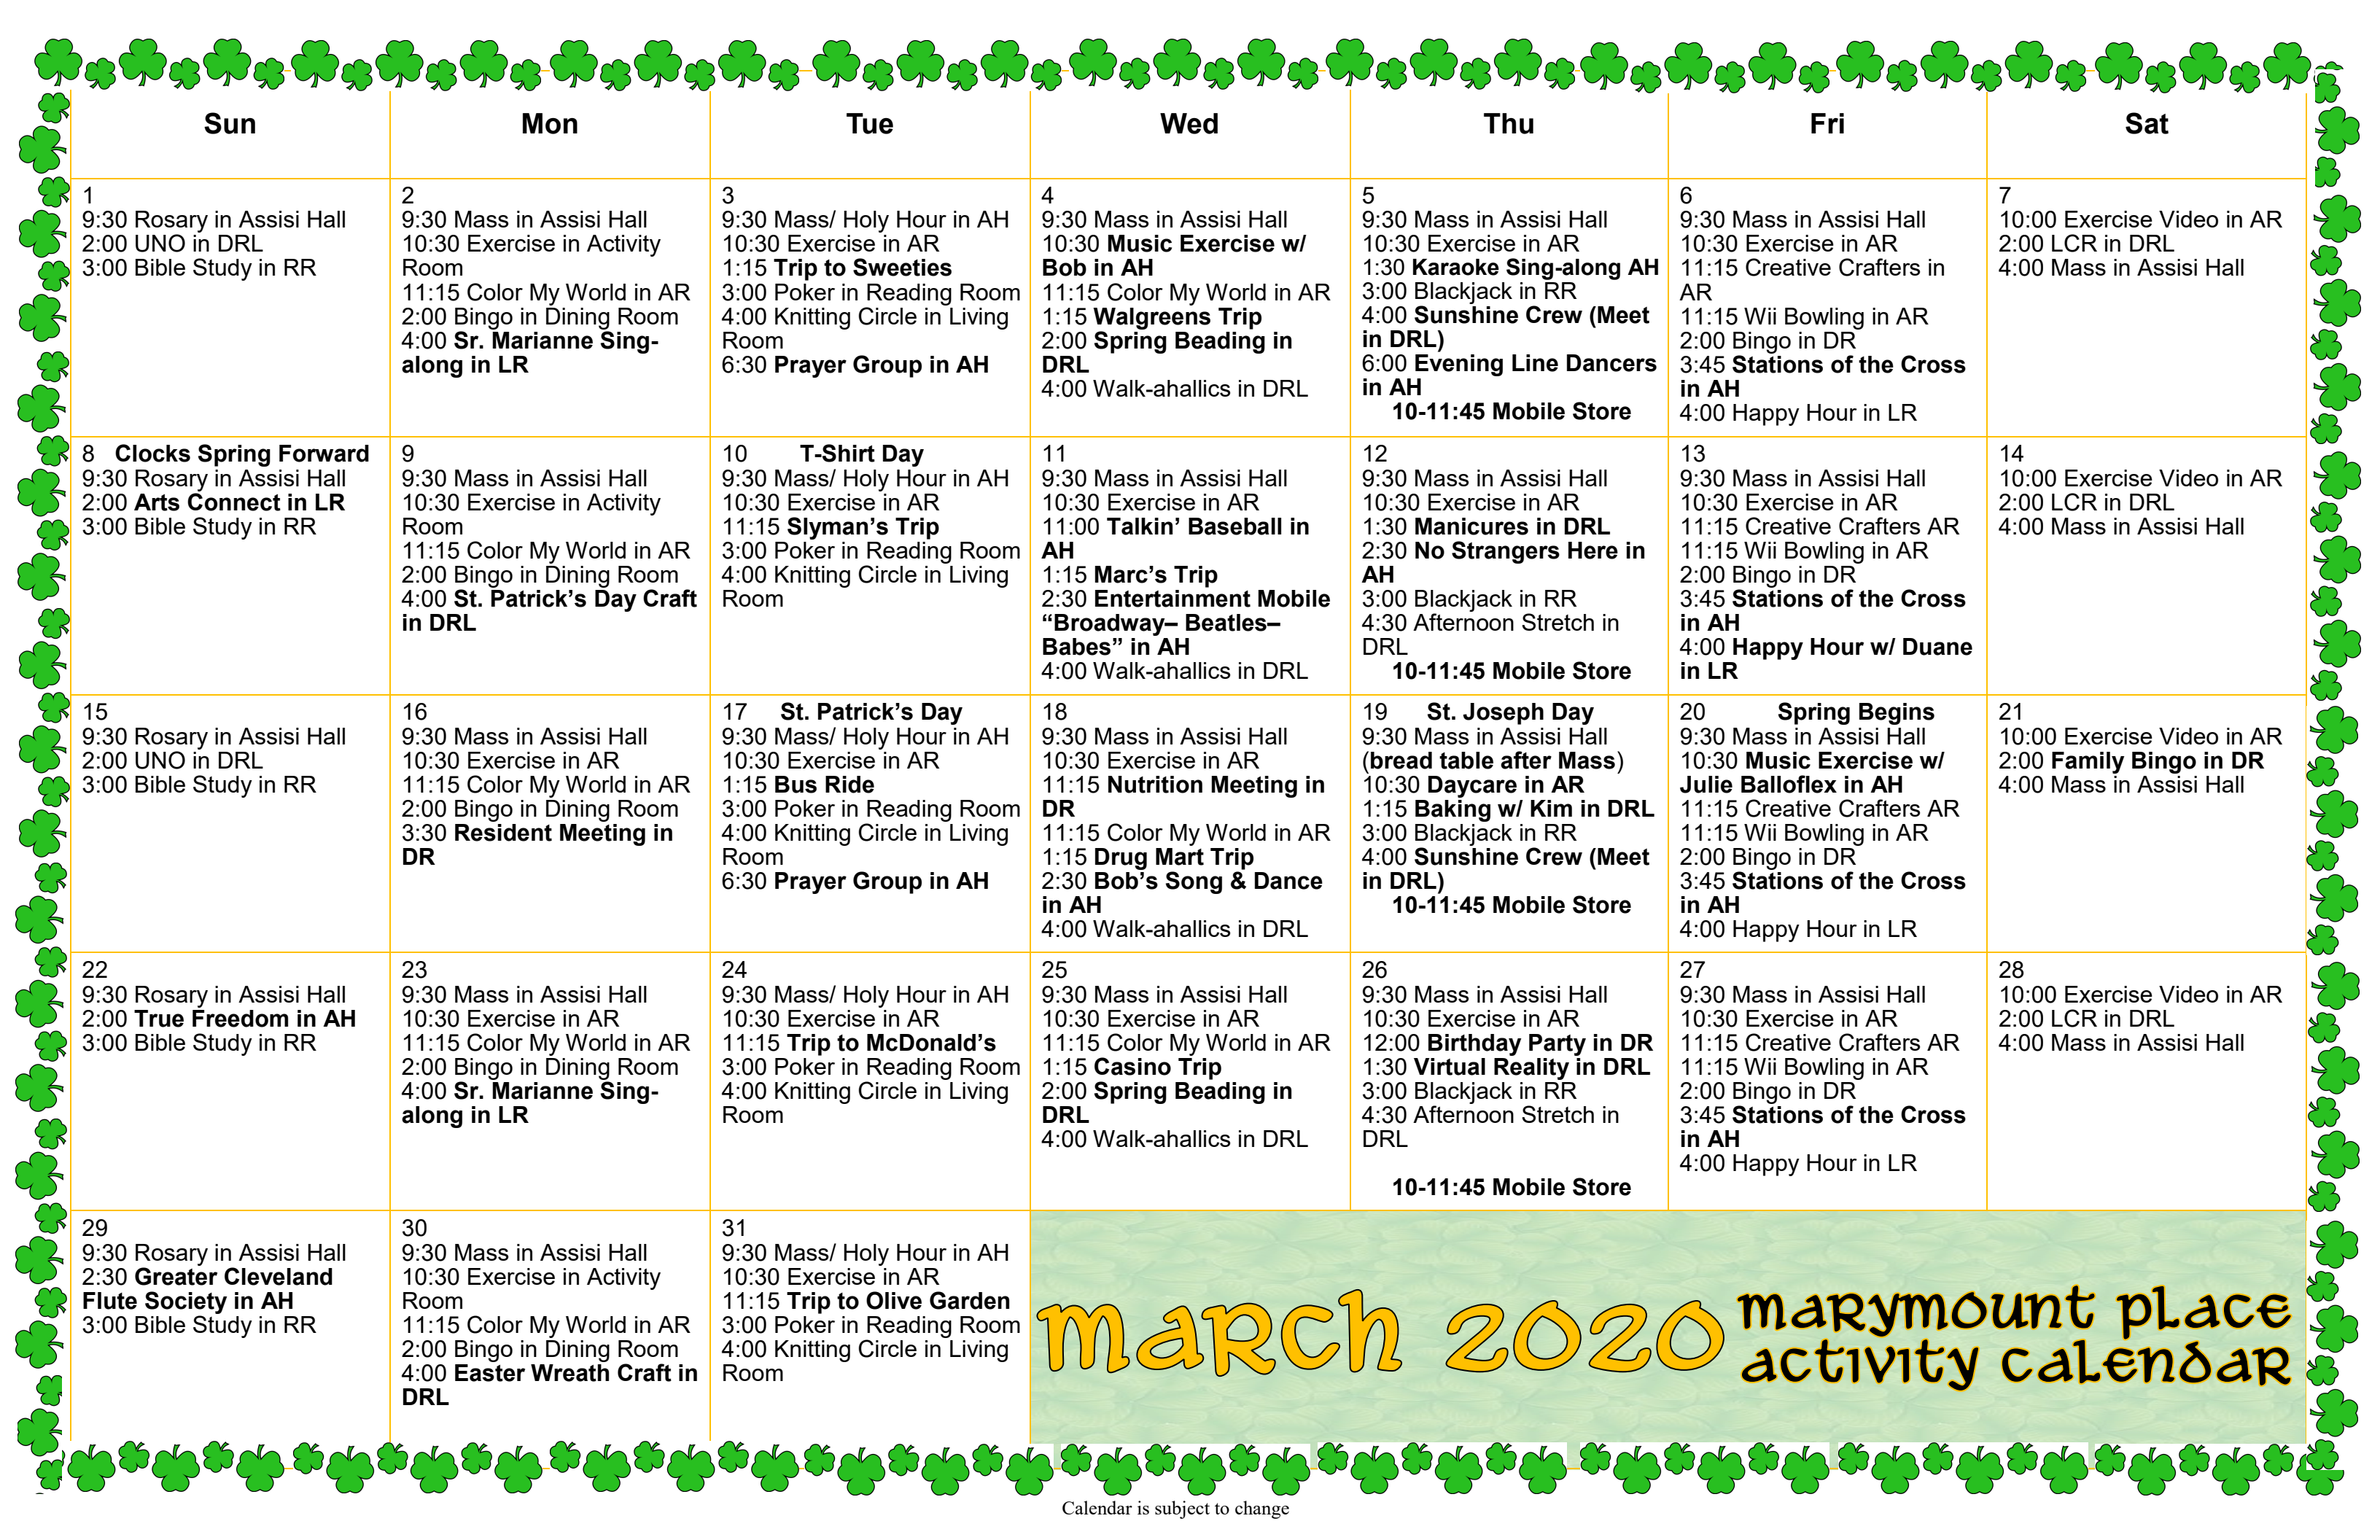 Sun
Mon
Tue
Wed
Thu
Fri
Sat
1
9:30 Rosary in Assisi Hall
2:00 UNO in DRL
3:00 Bible Study in RR
2
9:30 Mass in Assisi Hall
10:30 Exercise in Activity
Room
11:15 Color My World in AR
2:00 Bingo in Dining Room
4:00 Sr. Marianne Sing-
along in LR
3
9:30 Mass/ Holy Hour in AH
10:30 Exercise in AR
1:15 Trip to Sweeties
3:00 Poker in Reading Room
4:00 Knitting Circle in Living
Room
6:30 Prayer Group in AH
4
9:30 Mass in Assisi Hall
10:30 Music Exercise w/
Bob in AH
11:15 Color My World in AR
1:15 Walgreens Trip
2:00 Spring Beading in
DRL
4:00 Walk-ahallics in DRL
5
9:30 Mass in Assisi Hall
10:30 Exercise in AR
1:30 Karaoke Sing-along AH
3:00 Blackjack in RR
4:00 Sunshine Crew (Meet
in DRL)
6:00 Evening Line Dancers
in AH
10-11:45 Mobile Store
6
9:30 Mass in Assisi Hall
10:30 Exercise in AR
11:15 Creative Crafters in
AR
11:15 Wii Bowling in AR
2:00 Bingo in DR
3:45 Stations of the Cross
in AH
4:00 Happy Hour in LR
7
10:00 Exercise Video in AR
2:00 LCR in DRL
4:00 Mass in Assisi Hall
8 Clocks Spring Forward
9:30 Rosary in Assisi Hall
2:00 Arts Connect in LR
3:00 Bible Study in RR
9
9:30 Mass in Assisi Hall
10:30 Exercise in Activity
Room
11:15 Color My World in AR
2:00 Bingo in Dining Room
4:00 St. Patrick’s Day Craft
in DRL
10 T-Shirt Day
9:30 Mass/ Holy Hour in AH
10:30 Exercise in AR
11:15 Slyman’s Trip
3:00 Poker in Reading Room
4:00 Knitting Circle in Living
Room
11
9:30 Mass in Assisi Hall
10:30 Exercise in AR
11:00 Talkin’ Baseball in
AH
1:15 Marc’s Trip
2:30 Entertainment Mobile
“Broadway– Beatles–
Babes” in AH
4:00 Walk-ahallics in DRL
12
9:30 Mass in Assisi Hall
10:30 Exercise in AR
1:30 Manicures in DRL
2:30 No Strangers Here in
AH
3:00 Blackjack in RR
4:30 Afternoon Stretch in
DRL
10-11:45 Mobile Store
13
9:30 Mass in Assisi Hall
10:30 Exercise in AR
11:15 Creative Crafters AR
11:15 Wii Bowling in AR
2:00 Bingo in DR
3:45 Stations of the Cross
in AH
4:00 Happy Hour w/ Duane
in LR
14
10:00 Exercise Video in AR
2:00 LCR in DRL
4:00 Mass in Assisi Hall
15
9:30 Rosary in Assisi Hall
2:00 UNO in DRL
3:00 Bible Study in RR
16
9:30 Mass in Assisi Hall
10:30 Exercise in AR
11:15 Color My World in AR
2:00 Bingo in Dining Room
3:30 Resident Meeting in
DR
17 St. Patrick’s Day
9:30 Mass/ Holy Hour in AH
10:30 Exercise in AR
1:15 Bus Ride
3:00 Poker in Reading Room
4:00 Knitting Circle in Living
Room
6:30 Prayer Group in AH
18
9:30 Mass in Assisi Hall
10:30 Exercise in AR
11:15 Nutrition Meeting in
DR
11:15 Color My World in AR
1:15 Drug Mart Trip
2:30 Bob’s Song & Dance
in AH
4:00 Walk-ahallics in DRL
19 St. Joseph Day
9:30 Mass in Assisi Hall
(bread table after Mass)
10:30 Daycare in AR
1:15 Baking w/ Kim in DRL
3:00 Blackjack in RR
4:00 Sunshine Crew (Meet
in DRL)
10-11:45 Mobile Store
20 Spring Begins
9:30 Mass in Assisi Hall
10:30 Music Exercise w/
Julie Balloflex in AH
11:15 Creative Crafters AR
11:15 Wii Bowling in AR
2:00 Bingo in DR
3:45 Stations of the Cross
in AH
4:00 Happy Hour in LR
21
10:00 Exercise Video in AR
2:00 Family Bingo in DR
4:00 Mass in Assisi Hall
22
9:30 Rosary in Assisi Hall
2:00 True Freedom in AH
3:00 Bible Study in RR
23
9:30 Mass in Assisi Hall
10:30 Exercise in AR
11:15 Color My World in AR
2:00 Bingo in Dining Room
4:00 Sr. Marianne Sing-
along in LR
24
9:30 Mass/ Holy Hour in AH
10:30 Exercise in AR
11:15 Trip to McDonald’s
3:00 Poker in Reading Room
4:00 Knitting Circle in Living
Room
25
9:30 Mass in Assisi Hall
10:30 Exercise in AR
11:15 Color My World in AR
1:15 Casino Trip
2:00 Spring Beading in
DRL
4:00 Walk-ahallics in DRL
26
9:30 Mass in Assisi Hall
10:30 Exercise in AR
12:00 Birthday Party in DR
1:30 Virtual Reality in DRL
3:00 Blackjack in RR
4:30 Afternoon Stretch in
DRL
10-11:45 Mobile Store
27
9:30 Mass in Assisi Hall
10:30 Exercise in AR
11:15 Creative Crafters AR
11:15 Wii Bowling in AR
2:00 Bingo in DR
3:45 Stations of the Cross
in AH
4:00 Happy Hour in LR
28
10:00 Exercise Video in AR
2:00 LCR in DRL
4:00 Mass in Assisi Hall
29
9:30 Rosary in Assisi Hall
2:30 Greater Cleveland
Flute Society in AH
3:00 Bible Study in RR
30
9:30 Mass in Assisi Hall
10:30 Exercise in Activity
Room
11:15 Color My World in AR
2:00 Bingo in Dining Room
4:00 Easter Wreath Craft in
DRL
31
9:30 Mass/ Holy Hour in AH
10:30 Exercise in AR
11:15 Trip to Olive Garden
3:00 Poker in Reading Room
4:00 Knitting Circle in Living
Room
March 2020
Marymount Place
Activity Calendar
Calendar is subject to change